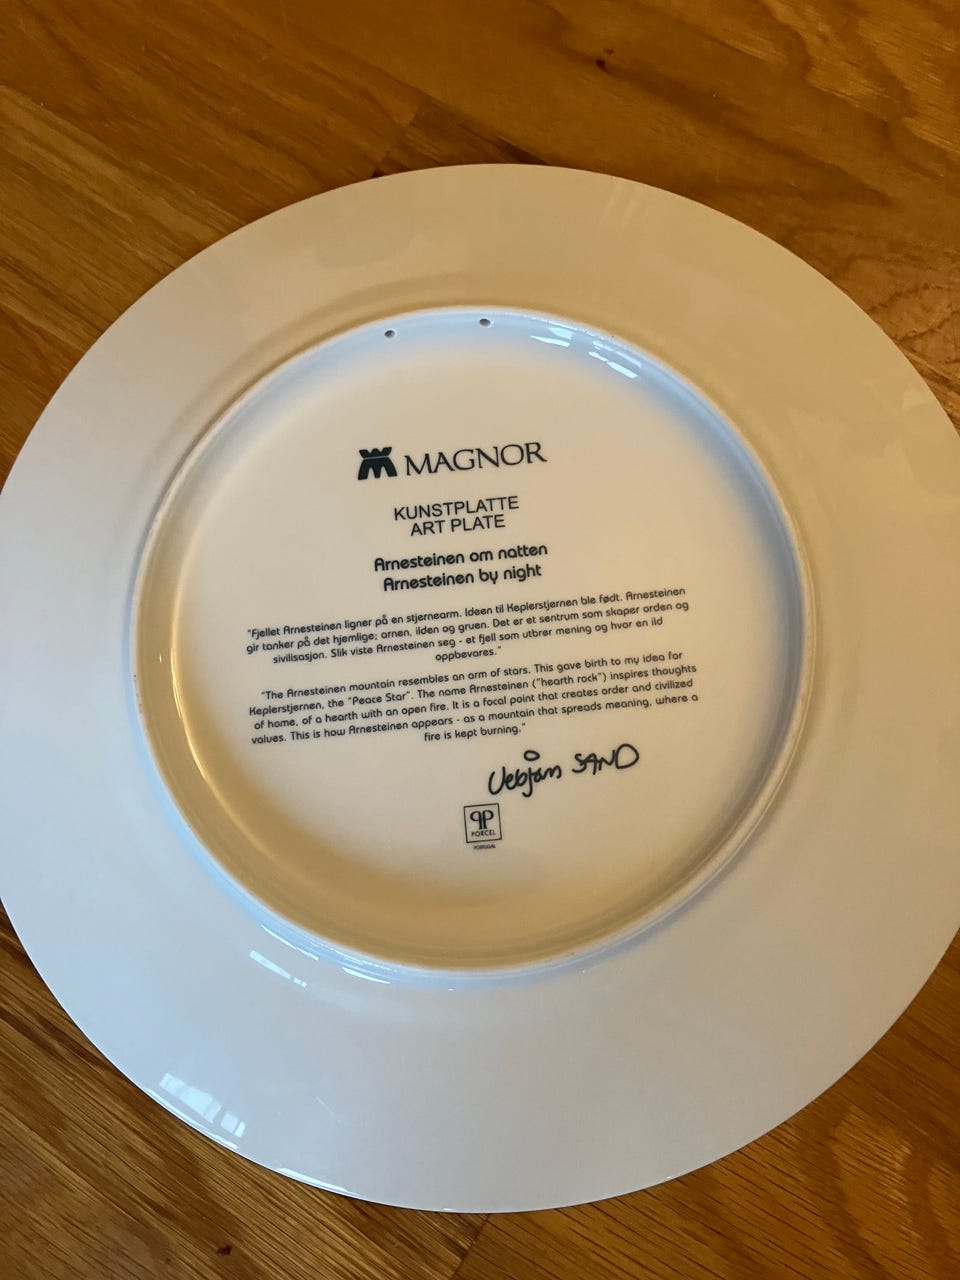 MAGNOR
KUNSTPLATTE
ART PLATE
Arnesteinen om natten
Arnesteinen by night
"Fjellet Arnesteinen ligner på en stjernearm. Ideen til Keplerstjernen ble født. Arnesteinen
gir tanker på det hjemlige; arnen, ilden og gruen. Det er et sentrum som skaper orden og
sivilisasjon. Slik viste Arnesteinen seg - et fjell som utbrer mening og hvor en ild
oppbevares."
"The Arnesteinen mountain resembles an arm of stars. This gave birth to my idea for
Keplerstjernen, the "Peace Star". The name Arnesteinen ("hearth rock") inspires thoughts
of home, of a hearth with an open fire. It is a focal point that creates order and civilized
values. This is how Arnesteinen appears - as a mountain that spreads meaning, where a
fire is kept burning."
Vebjørn SAND
PORCEL
PORTUGAL